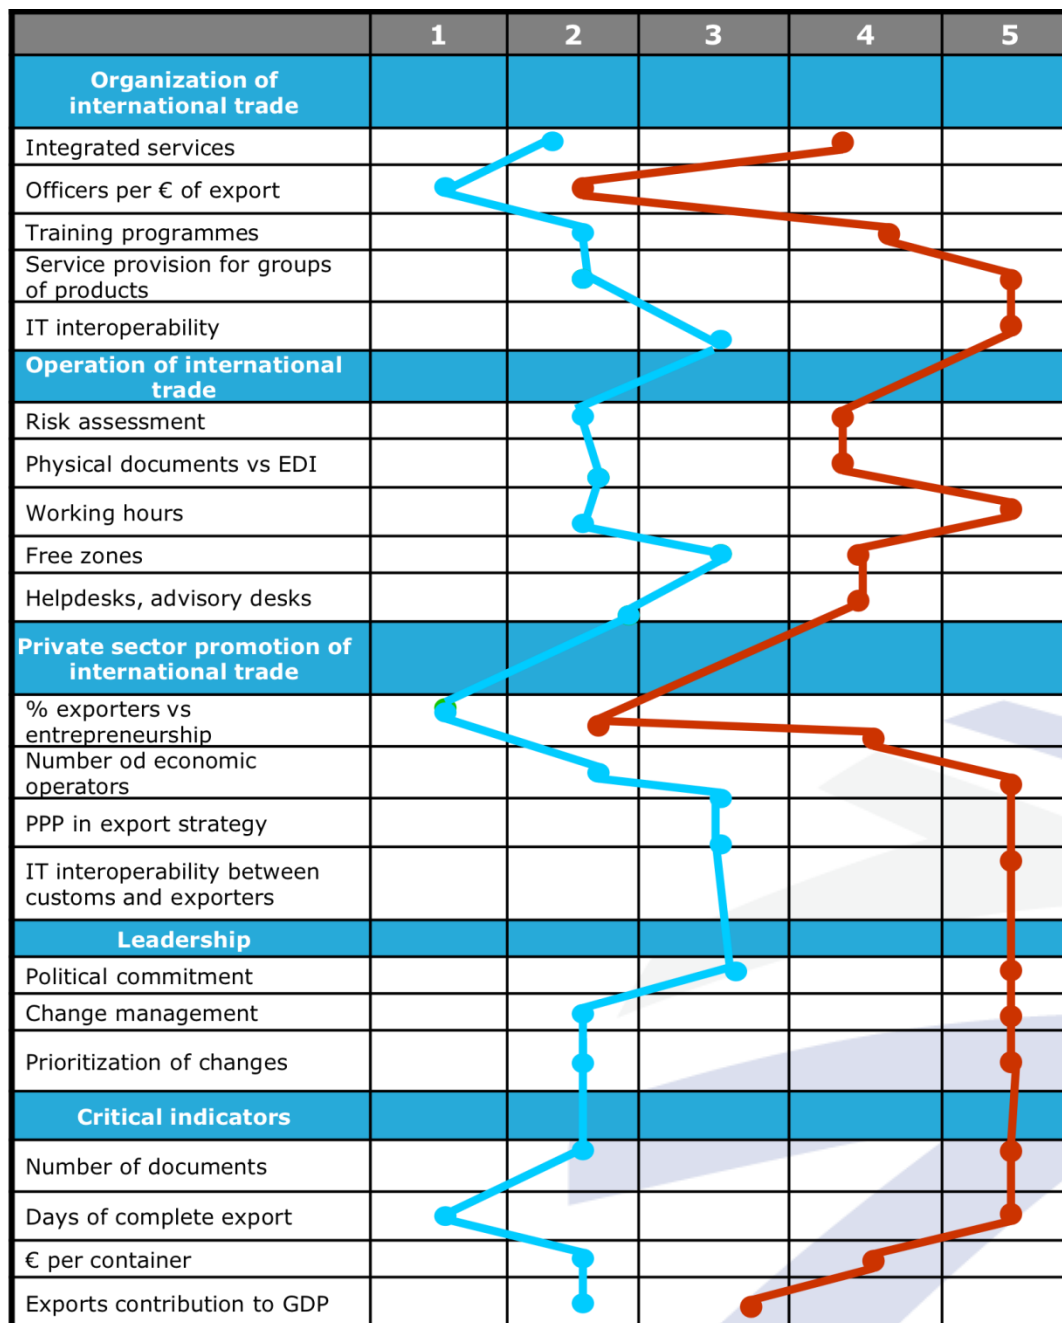 1 2 3 4 5
Organization of
international trade
Integrated services
Officers per € of export
Training programmes
Service provision for groups
of products
IT interoperability
Operation of international
trade
Risk assessment
Physical documents vs EDI
Working hours
Free zones
Helpdesks, advisory desks
Private sector promotion of
international trade
% exporters vs
entrepreneurship
Number od economic
operators
PPP in export strategy
IT interoperability between
customs and exporters
Leadership
Political commitment
Change management
Prioritization of changes
Critical indicators
Number of documents
Days of complete export
€ per container
Exports contribution to GDP